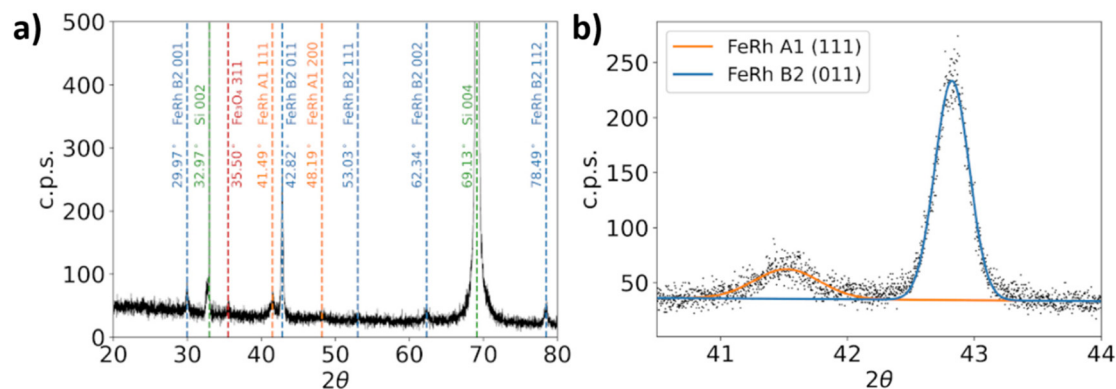 a)
500
400
300
200
100
0
c.p.s.
20
30
40
50
60
70
80
2θ
29.97° FeRh B2 001
32.97° Si 002
35.50° Fe₃O₄ 311
41.49° FeRh A1 111
42.82° FeRh B2 011
48.19° FeRh A1 200
53.03° FeRh B2 111
62.34° FeRh B2 002
69.13° Si 004
78.49° FeRh B2 112
b)
FeRh A1 (111)
FeRh B2 (011)
250
200
150
100
50
c.p.s.
41
42
43
44
2θ